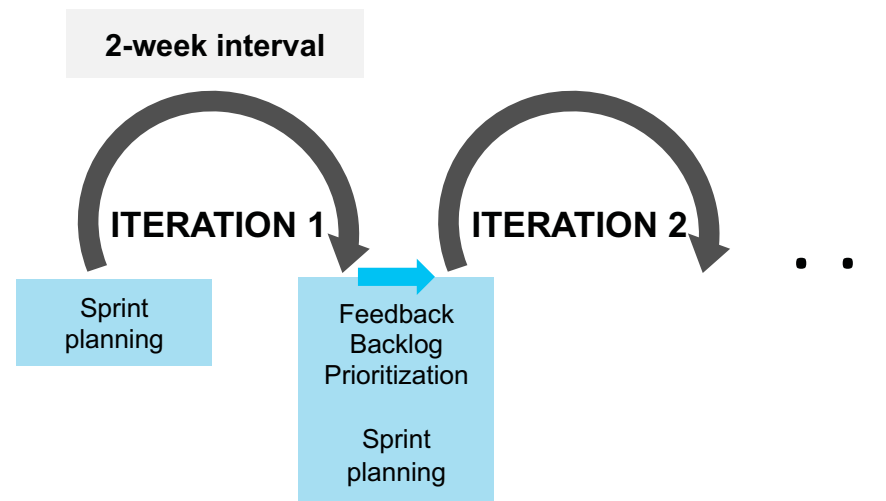 2-week interval
ITERATION 1
ITERATION 2
. .
Sprint
planning
Feedback
Backlog
Prioritization
Sprint
planning